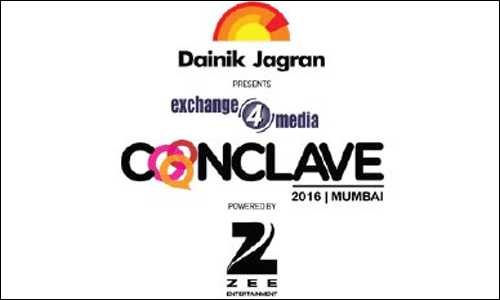 Dainik Jagran
PRESENTS
exchange
4
media
CONCLAVE
2016 | MUMBAI
POWERED BY
Z
ZEE
ENTERTAINMENT